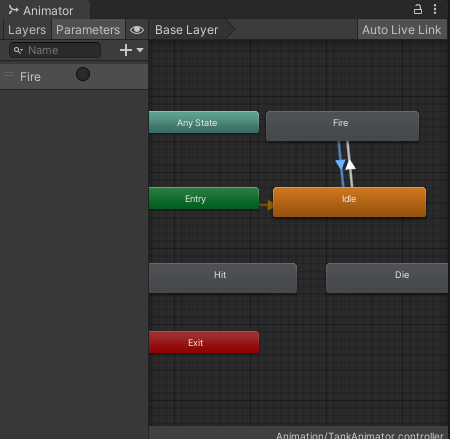 Animator
Layers Parameters Base Layer Auto Live Link
Name
Fire
Any State Fire
Entry Idle
Hit Die
Exit
Animation/TankAnimator.controller